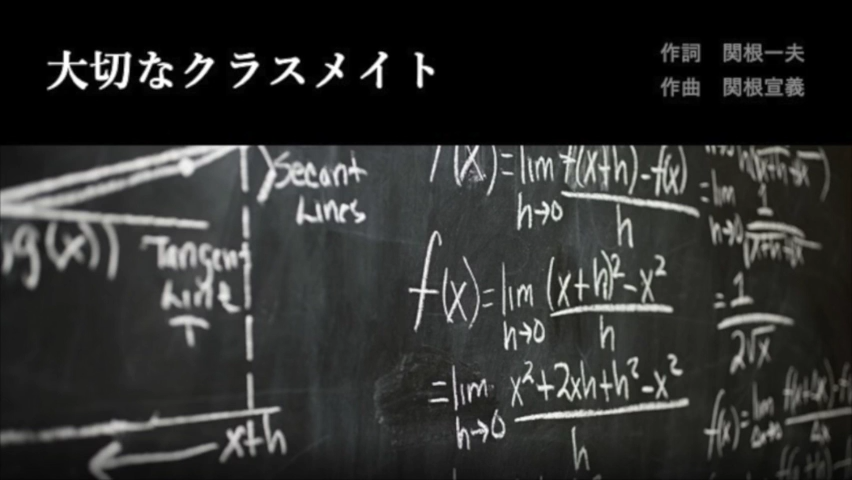 大切なクラスメイト
作詞　関根一夫
作曲　関根宣義
Secant
Lines
g(x))
Tangent
Line
T
x+h
f(x)=lim f(x+h)-f(x)
h→0 h
f(x)=lim (x+h)²-x²
h→0 h
=lim x²+2xh+h²-x²
h→0 h
=lim 1
h→0
=1
2√x